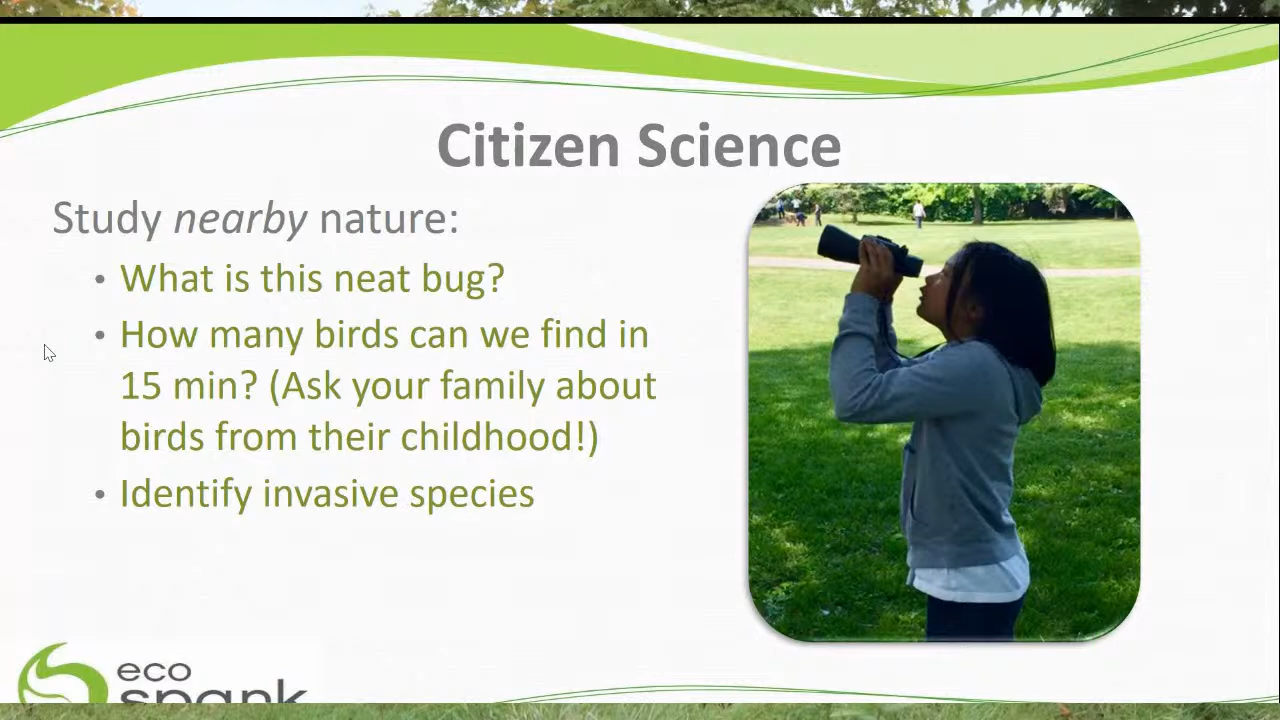 Citizen Science
Study nearby nature:
• What is this neat bug?
• How many birds can we find in
15 min? (Ask your family about
birds from their childhood!)
• Identify invasive species
eco
spark